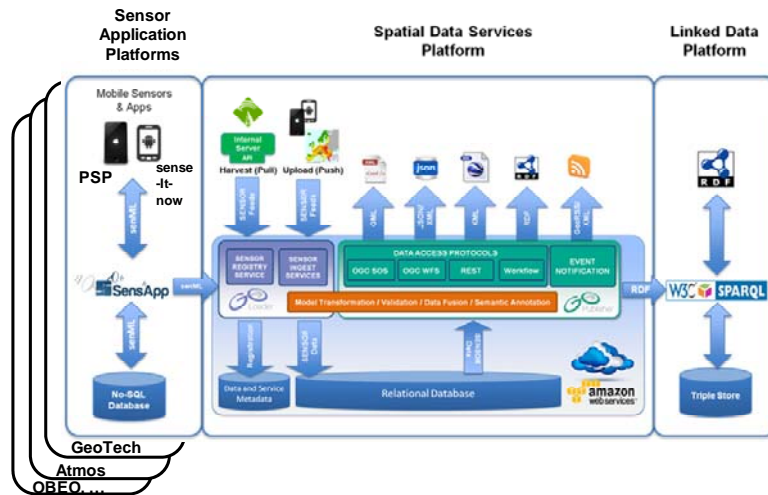 Sensor
Application
Platforms
Spatial Data Services
Platform
Linked Data
Platform
Mobile Sensors
& Apps
PSP
sense
-It-
now
senML
SensApp
senML
No-SQL
Database
GeoTech
Atmos
OBEO, ...
senML
Internal
Server
API
Harvest (Pull)
Upload (Push)
SENSOR
Feeds
SENSOR
Feeds
GML
json
JSON/
XML
KML
RDF
RDF
GeoRSS/
XML
SENSOR
REGISTRY
SERVICE
SENSOR
INGEST
SERVICES
DATA ACCESS PROTOCOLS
OGC SOS
OGC WFS
REST
Workflow
EVENT
NOTIFICATION
Model Transformation / Validation / Data Fusion / Semantic Annotation
GO Loader
GO Publisher
Registration
SENSOR
Data
SENSOR
Data
Data and Service
Metadata
Relational Database
amazon
web services
RDF
RDF
W3C
SPARQL
Triple Store